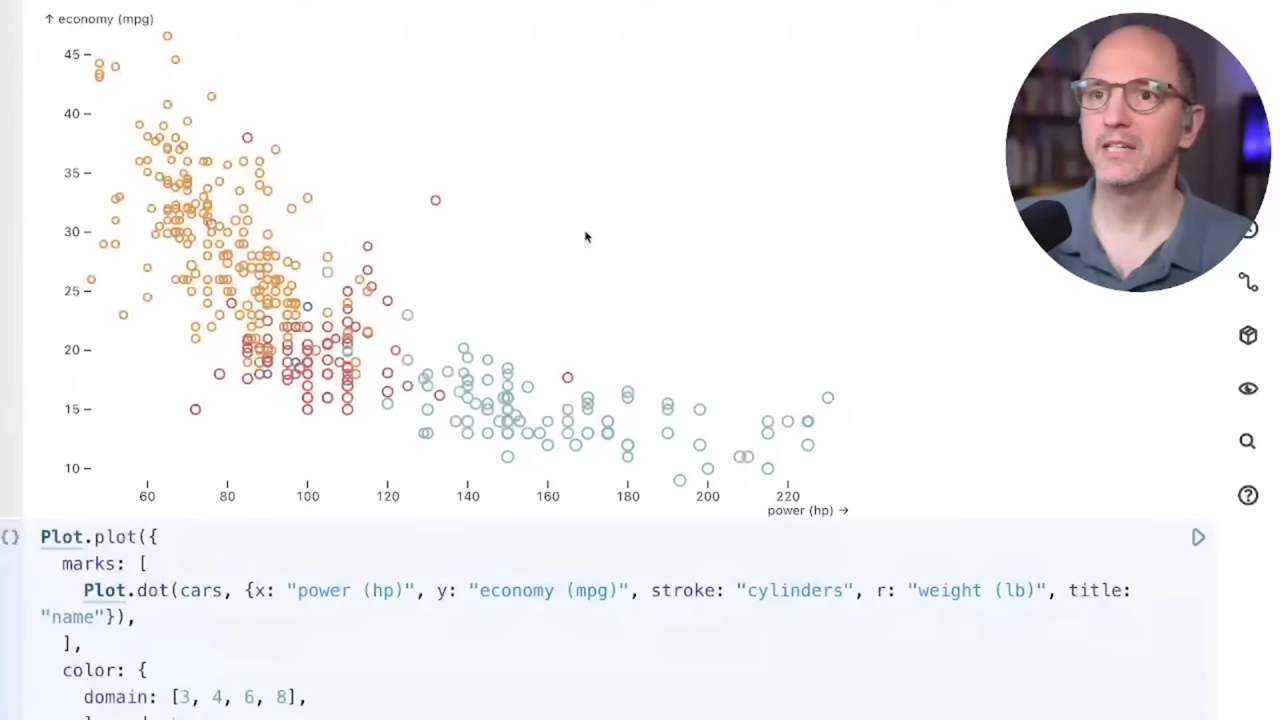 ↑ economy (mpg)
45
40
35
30
25
20
15
10
60 80 100 120 140 160 180 200 220
power (hp) →
{} Plot.plot({
marks: [
Plot.dot(cars, {x: "power (hp)", y: "economy (mpg)", stroke: "cylinders", r: "weight (lb)", title:
"name"}),
],
color: {
domain: [3, 4, 6, 8],